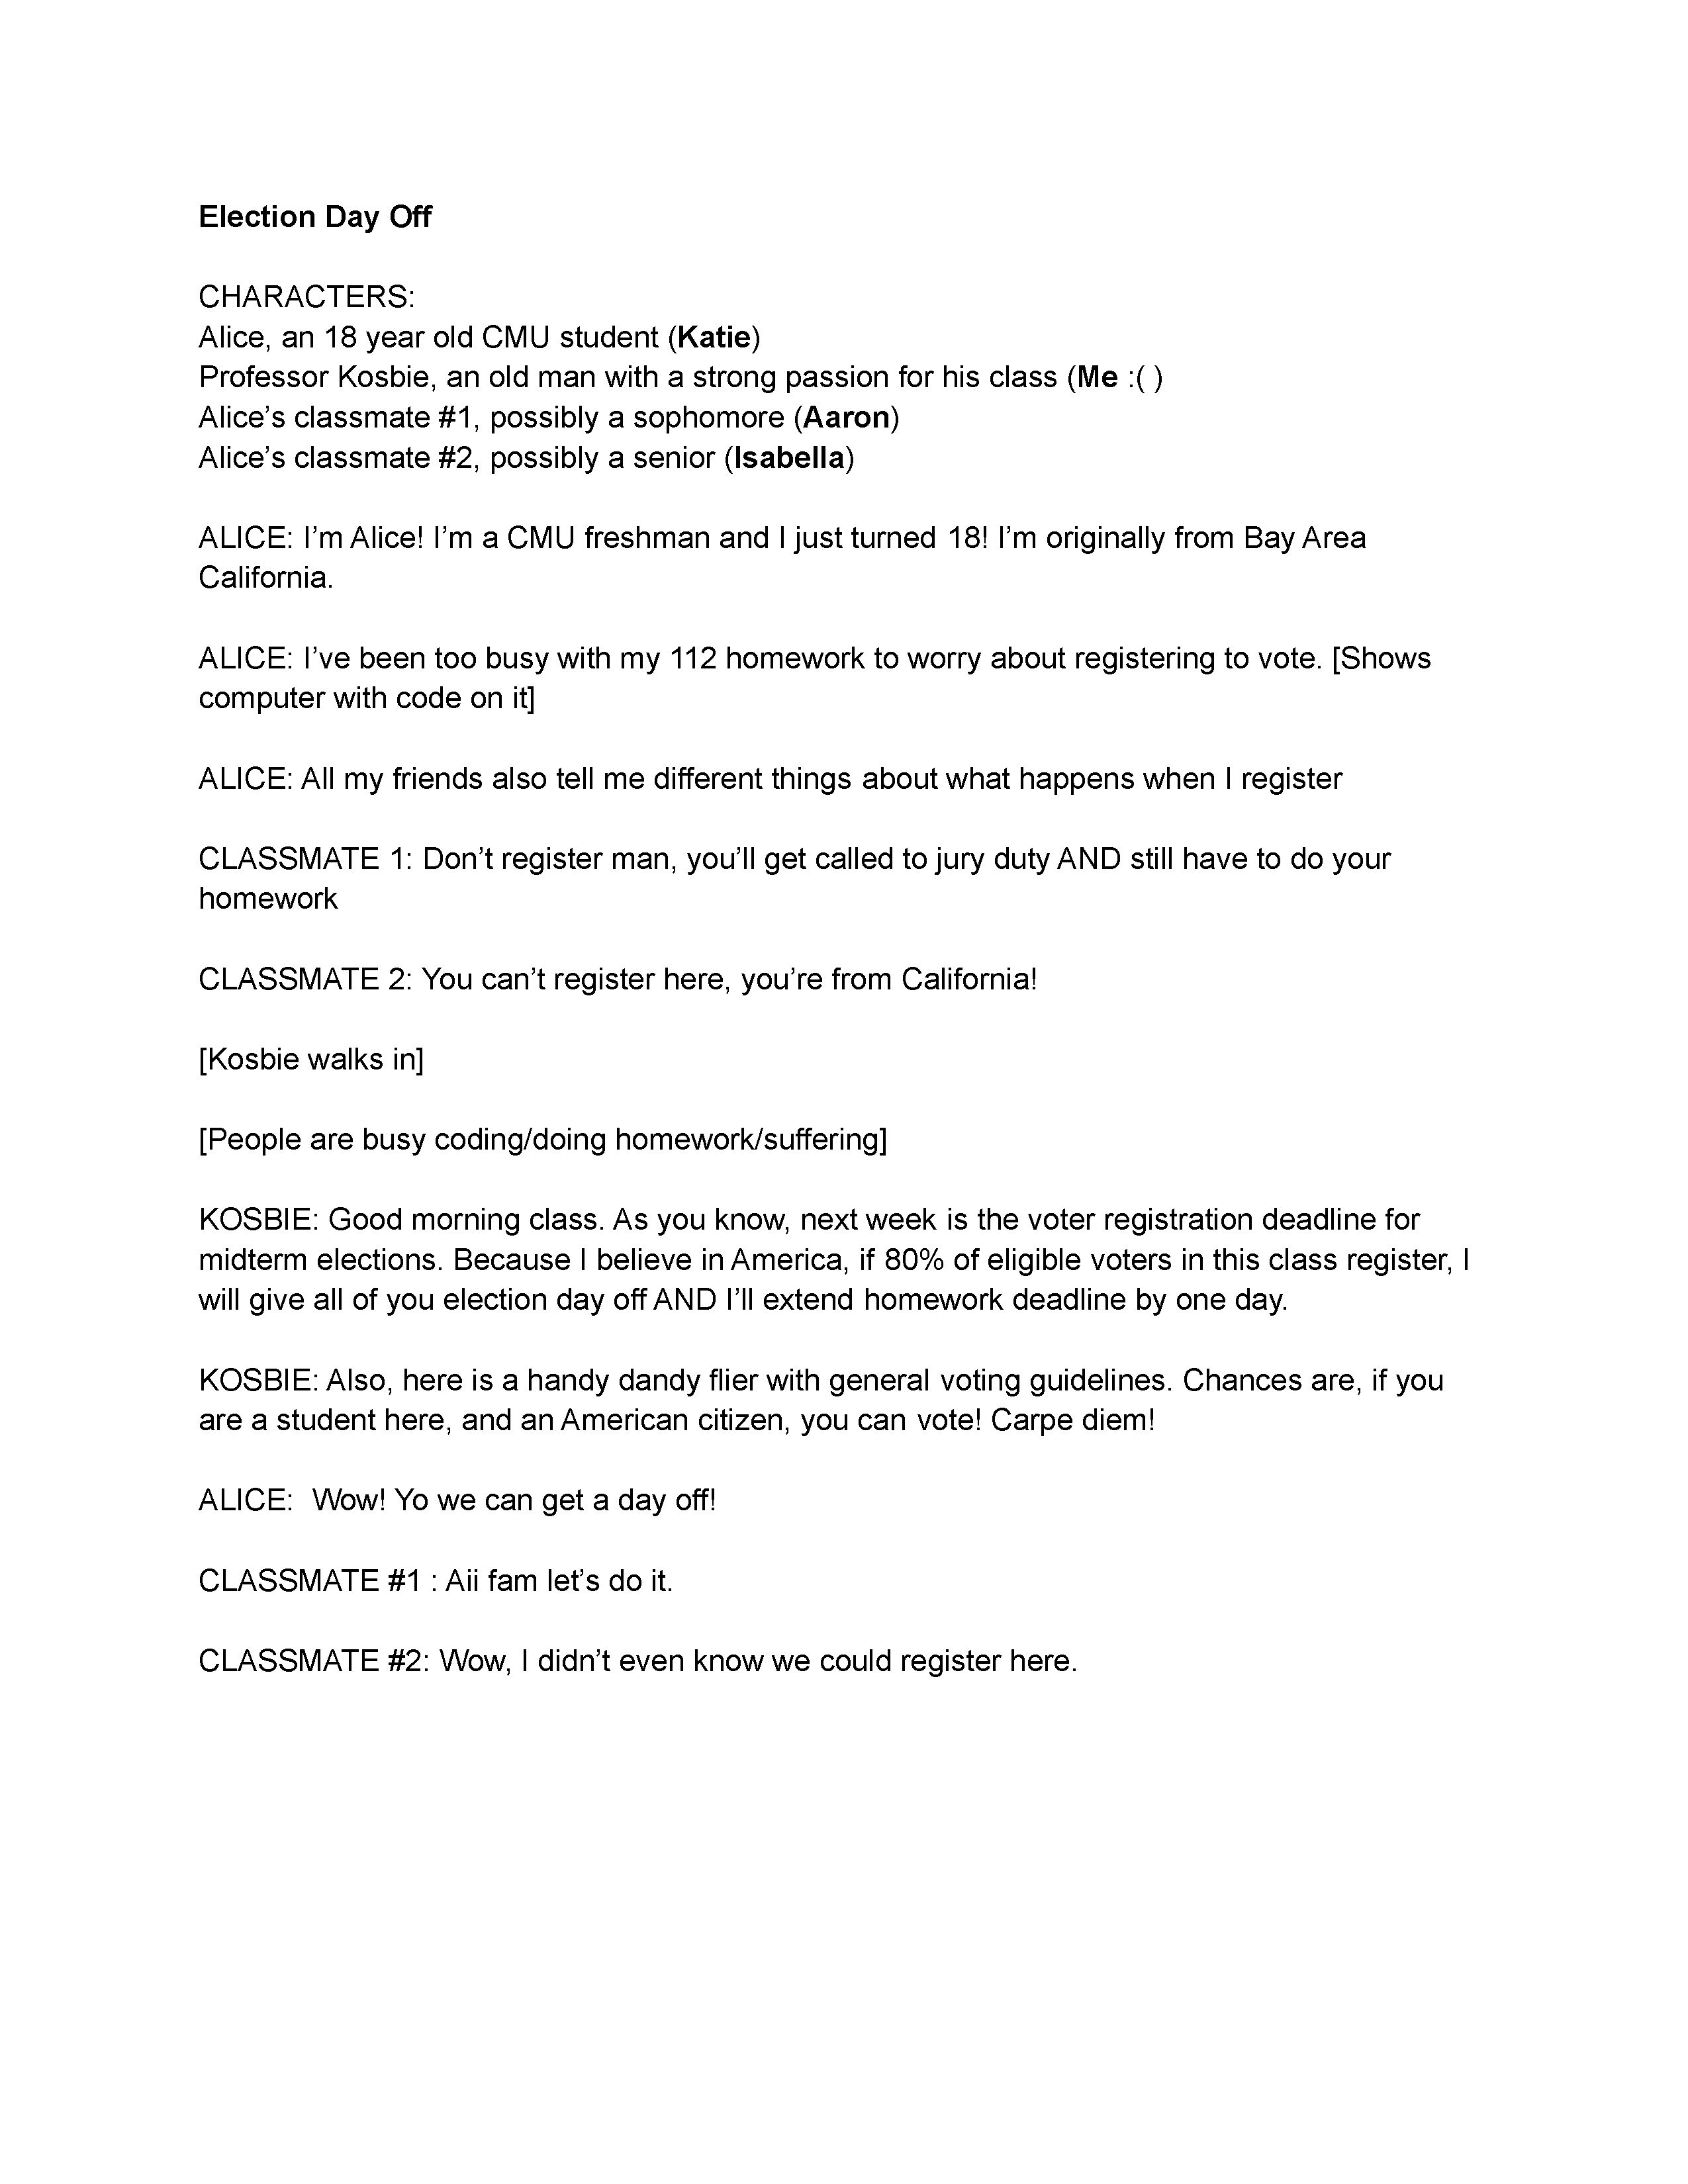 Election Day Off
CHARACTERS:
Alice, an 18 year old CMU student (Katie)
Professor Kosbie, an old man with a strong passion for his class (Me :( )
Alice’s classmate #1, possibly a sophomore (Aaron)
Alice’s classmate #2, possibly a senior (Isabella)
ALICE: I’m Alice! I’m a CMU freshman and I just turned 18! I’m originally from Bay Area
California.
ALICE: I’ve been too busy with my 112 homework to worry about registering to vote. [Shows
computer with code on it]
ALICE: All my friends also tell me different things about what happens when I register
CLASSMATE 1: Don’t register man, you’ll get called to jury duty AND still have to do your
homework
CLASSMATE 2: You can’t register here, you’re from California!
[Kosbie walks in]
[People are busy coding/doing homework/suffering]
KOSBIE: Good morning class. As you know, next week is the voter registration deadline for
midterm elections. Because I believe in America, if 80% of eligible voters in this class register, I
will give all of you election day off AND I’ll extend homework deadline by one day.
KOSBIE: Also, here is a handy dandy flier with general voting guidelines. Chances are, if you
are a student here, and an American citizen, you can vote! Carpe diem!
ALICE:  Wow! Yo we can get a day off!
CLASSMATE #1 : Aii fam let’s do it.
CLASSMATE #2: Wow, I didn’t even know we could register here.